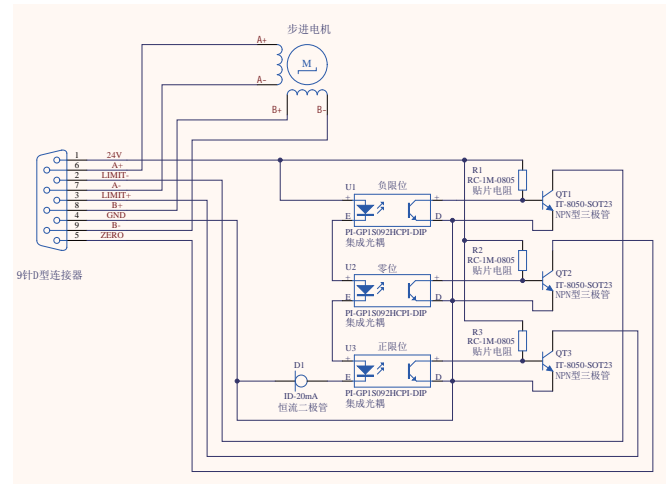 步进电机
A+
M
A-
B+
B-
1 24V
6 A+
2 LIMIT-
7 A-
3 LIMIT+
8 B+
4 GND
9 B-
5 ZERO
9针D型连接器
U1 负限位
+ +
E D
PI-GP1S092HCPI-DIP
集成光耦
R1
RC-1M-0805
贴片电阻
QT1
IT-8050-SOT23
NPN型三极管
U2 零位
+ +
E D
PI-GP1S092HCPI-DIP
集成光耦
R2
RC-1M-0805
贴片电阻
QT2
IT-8050-SOT23
NPN型三极管
U3 正限位
+ +
E D
PI-GP1S092HCPI-DIP
集成光耦
R3
RC-1M-0805
贴片电阻
QT3
IT-8050-SOT23
NPN型三极管
D1
ID-20mA
恒流二极管